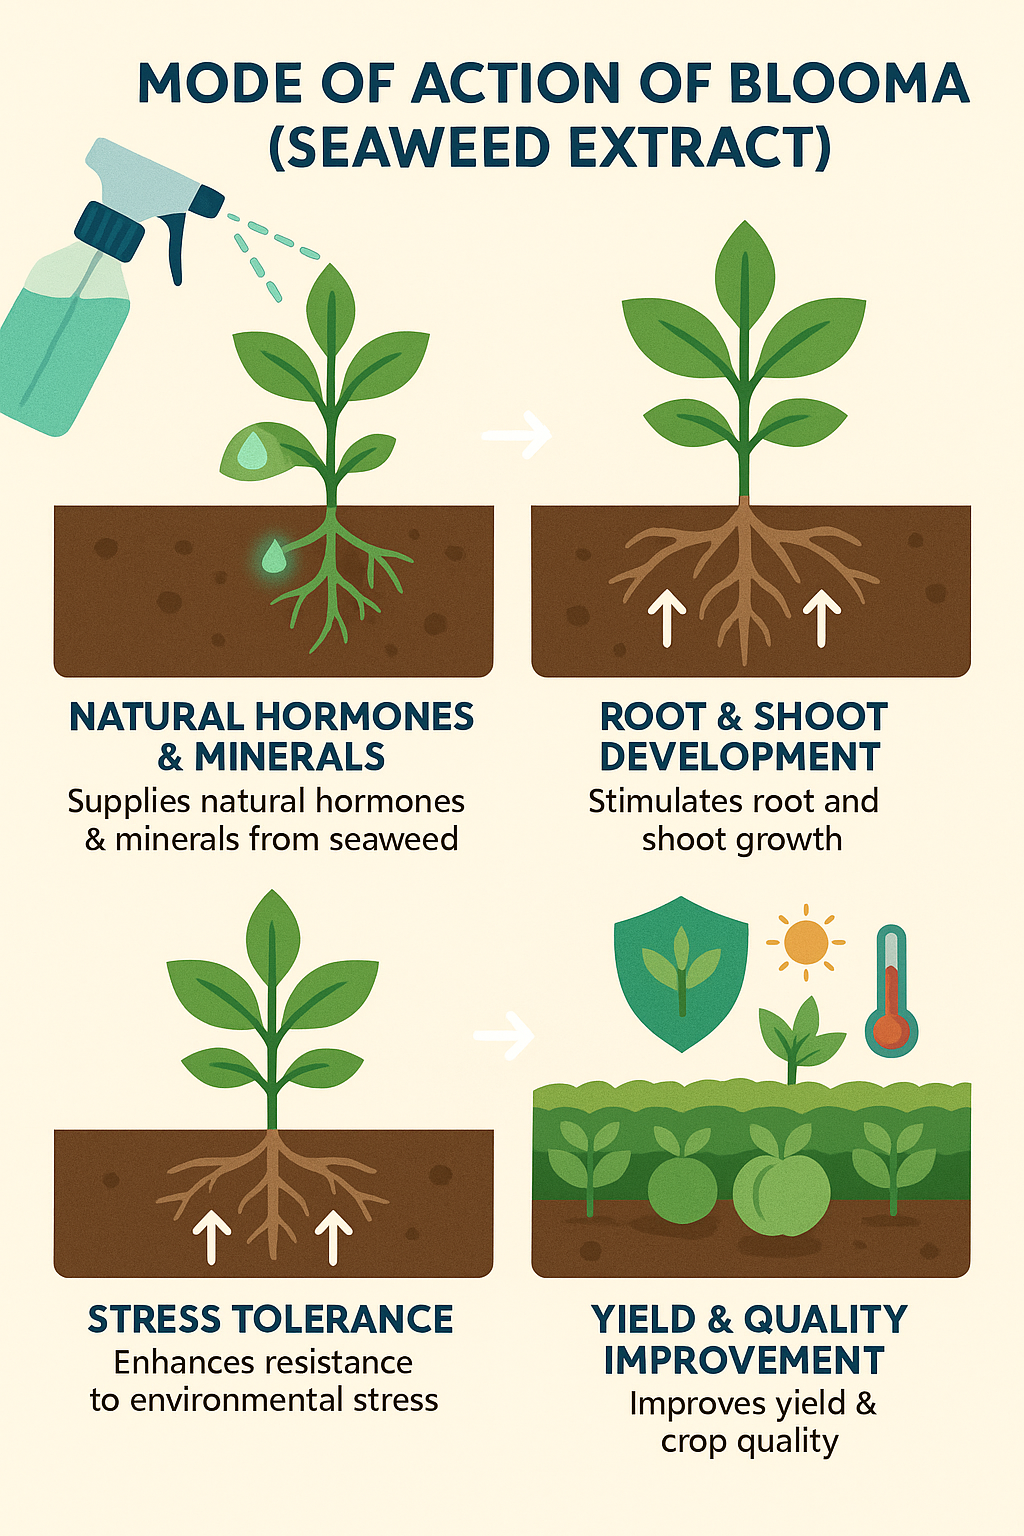 MODE OF ACTION OF BLOOMA
(SEAWEED EXTRACT)
NATURAL HORMONES
& MINERALS
Supplies natural hormones
& minerals from seaweed
ROOT & SHOOT
DEVELOPMENT
Stimulates root and
shoot growth
STRESS TOLERANCE
Enhances resistance
to environmental stress
YIELD & QUALITY
IMPROVEMENT
Improves yield &
crop quality